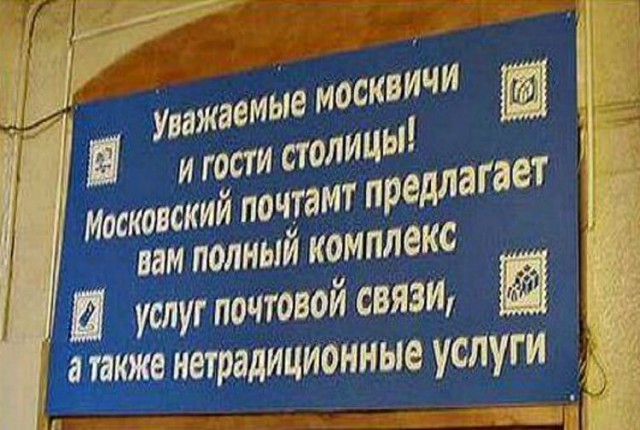 Уважаемые москвичи
и гости столицы!
Московский почтамт предлагает
вам полный комплекс
услуг почтовой связи,
а также нетрадиционные услуги